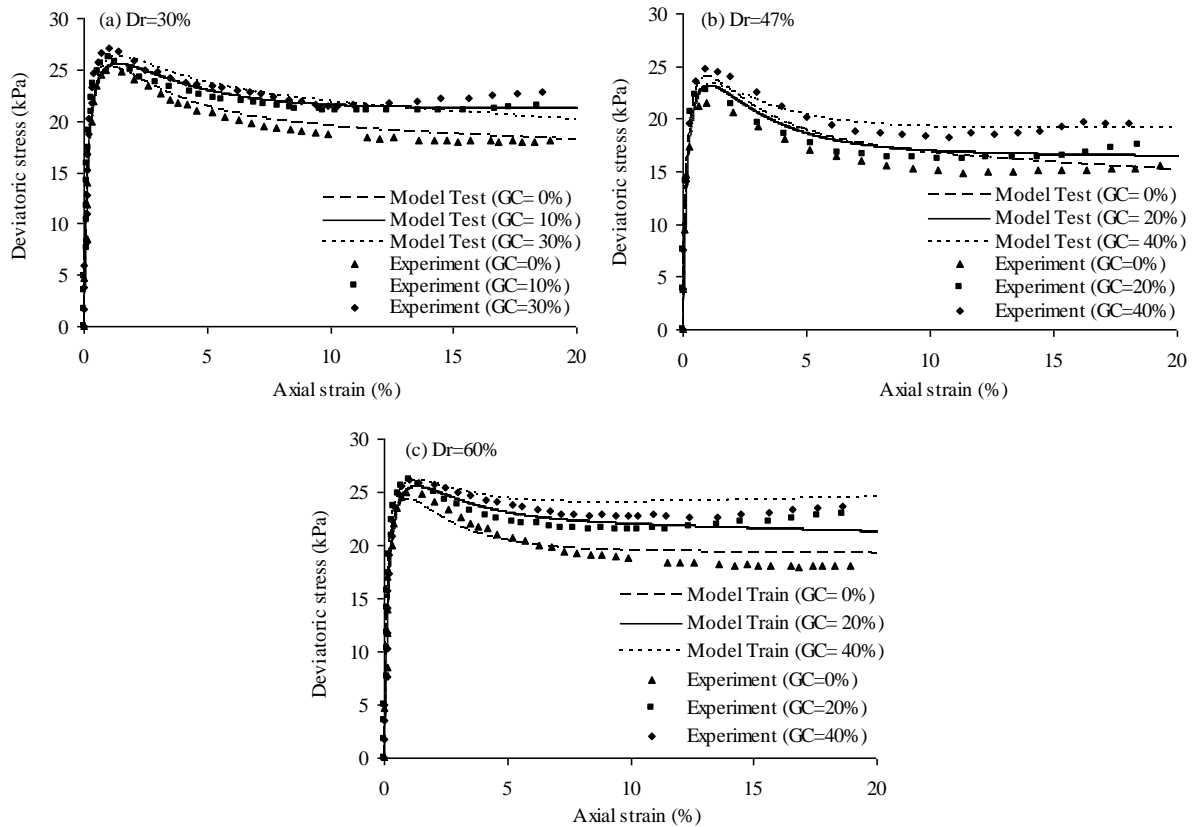 (a) Dr=30%
Deviatoric stress (kPa)
30
25
20
15
10
5
0
Model Test (GC= 0%)
Model Test (GC= 10%)
Model Test (GC= 30%)
Experiment (GC=0%)
Experiment (GC=10%)
Experiment (GC=30%)
0 5 10 15 20
Axial strain (%)
(b) Dr=47%
Deviatoric stress (kPa)
30
25
20
15
10
5
0
Model Test (GC= 0%)
Model Test (GC= 20%)
Model Test (GC= 40%)
Experiment (GC=0%)
Experiment (GC=20%)
Experiment (GC=40%)
0 5 10 15 20
Axial strain (%)
(c) Dr=60%
Deviatoric stress (kPa)
30
25
20
15
10
5
0
Model Train (GC= 0%)
Model Train (GC= 20%)
Model Train (GC= 40%)
Experiment (GC=0%)
Experiment (GC=20%)
Experiment (GC=40%)
0 5 10 15 20
Axial strain (%)